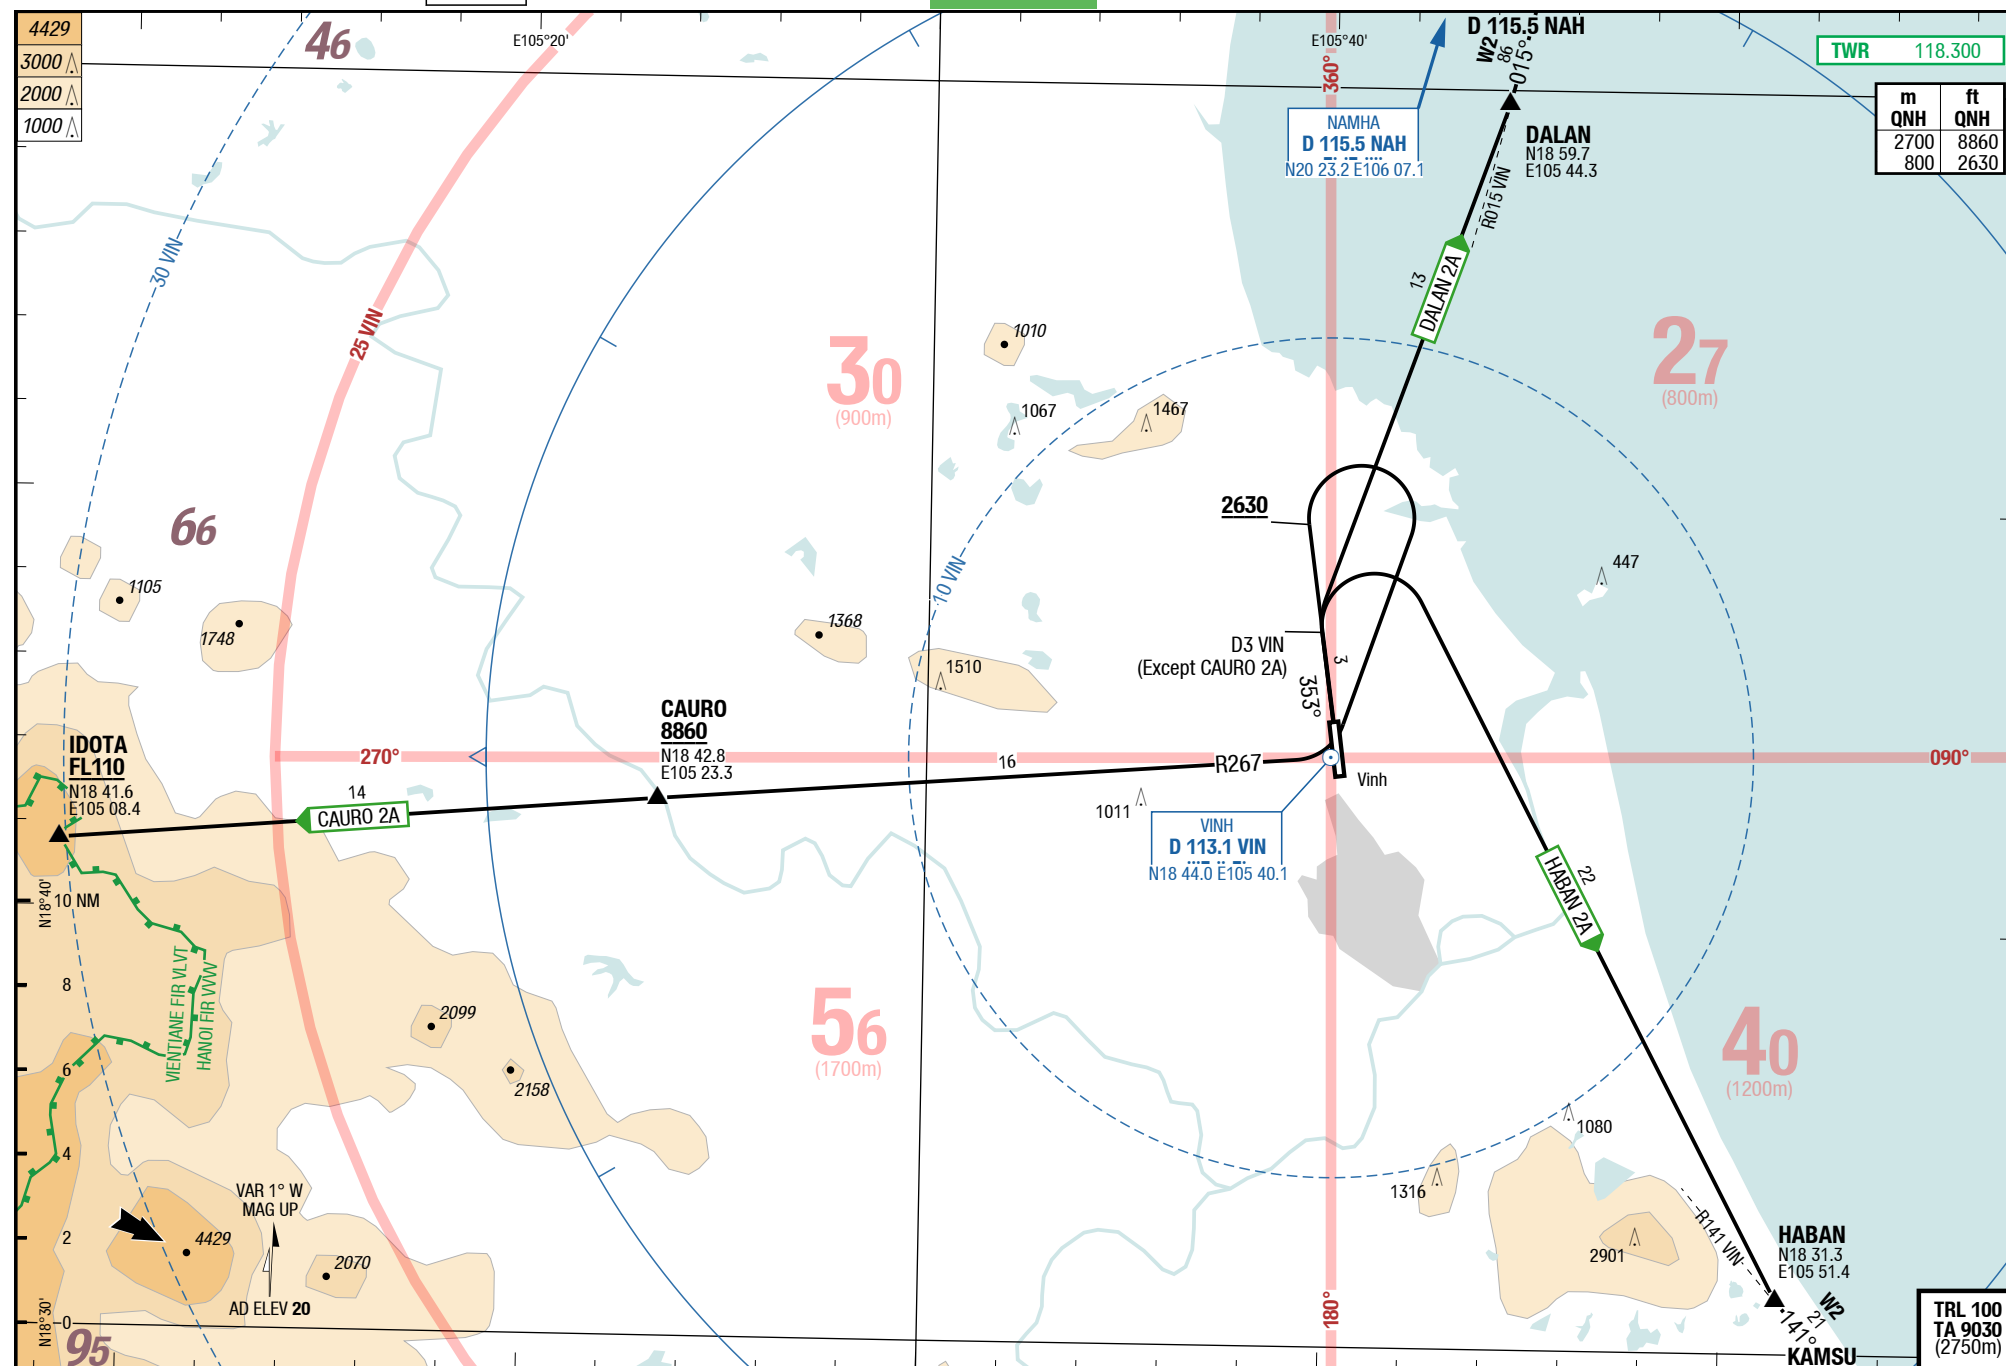 4429
3000
2000
1000
46
E105°20'
E105°40'
360°
D 115.5 NAH
W2
86
015°
TWR 118.300
m ft
QNH QNH
2700 8860
800 2630
NAMHA
D 115.5 NAH
N20 23.2 E106 07.1
DALAN
N18 59.7
E105 44.3
R015 VIN
30 VIN
25 VIN
13
DALAN 2A
1010
30
(900m)
27
(800m)
1067
1467
2630
66
447
10 VIN
1105
1748
1368
D3 VIN
(Except CAURO 2A)
3
353°
1510
CAURO
8860
N18 42.8
E105 23.3
IDOTA
FL110
N18 41.6
E105 08.4
270°
16
R267
090°
Vinh
14
CAURO 2A
1011
VINH
D 113.1 VIN
N18 44.0 E105 40.1
22
HABAN 2A
N18°40'
10 NM
8
6
4
2
0
VIENTIANE FIR VLVT
HANOI FIR VVVV
2099
2158
56
(1700m)
40
(1200m)
1080
1316
2901
R141 VIN
HABAN
N18 31.3
E105 51.4
VAR 1° W
MAG UP
4429
2070
AD ELEV 20
N18°30'
95
180°
W2
21
141°
KAMSU
TRL 100
TA 9030
(2750m)